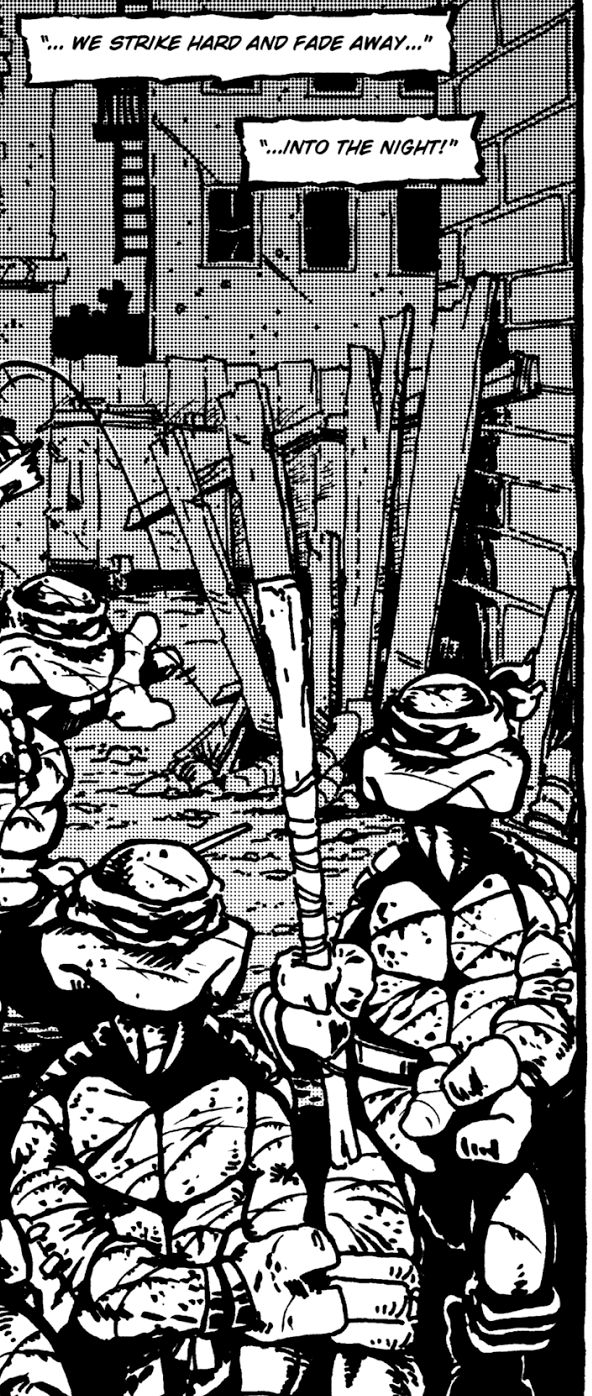 "... WE STRIKE HARD AND FADE AWAY..."
"...INTO THE NIGHT!"